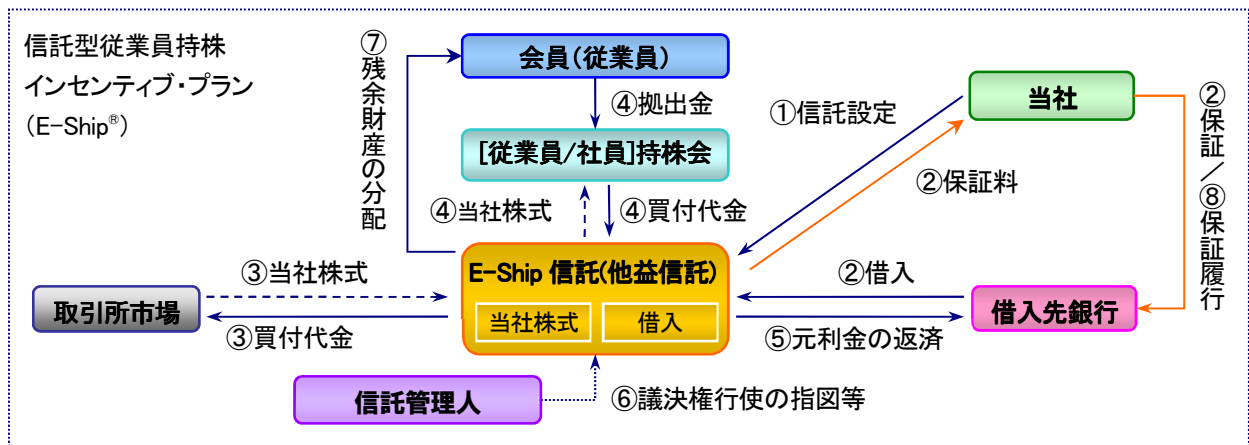 信託型従業員持株
インセンティブ・プラン
（E-Ship®）
⑦残余財産の分配
会員（従業員）
④拠出金
［従業員/社員］持株会
④当社株式
④買付代金
①信託設定
当社
②保証料
②保証／⑧保証履行
E-Ship 信託(他益信託)
当社株式
借入
③当社株式
取引所市場
③買付代金
②借入
借入先銀行
⑤元利金の返済
信託管理人
⑥議決権行使の指図等